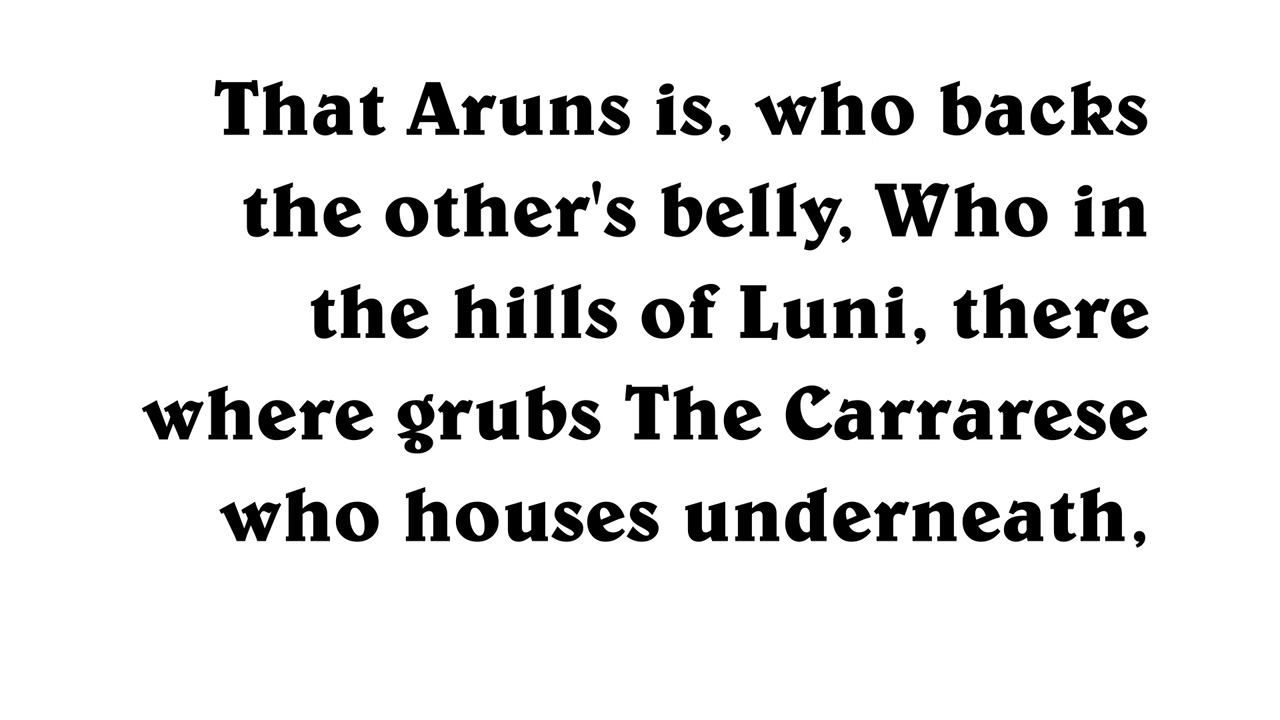 That Aruns is, who backs
the other's belly, Who in
the hills of Luni, there
where grubs The Carrarese
who houses underneath,